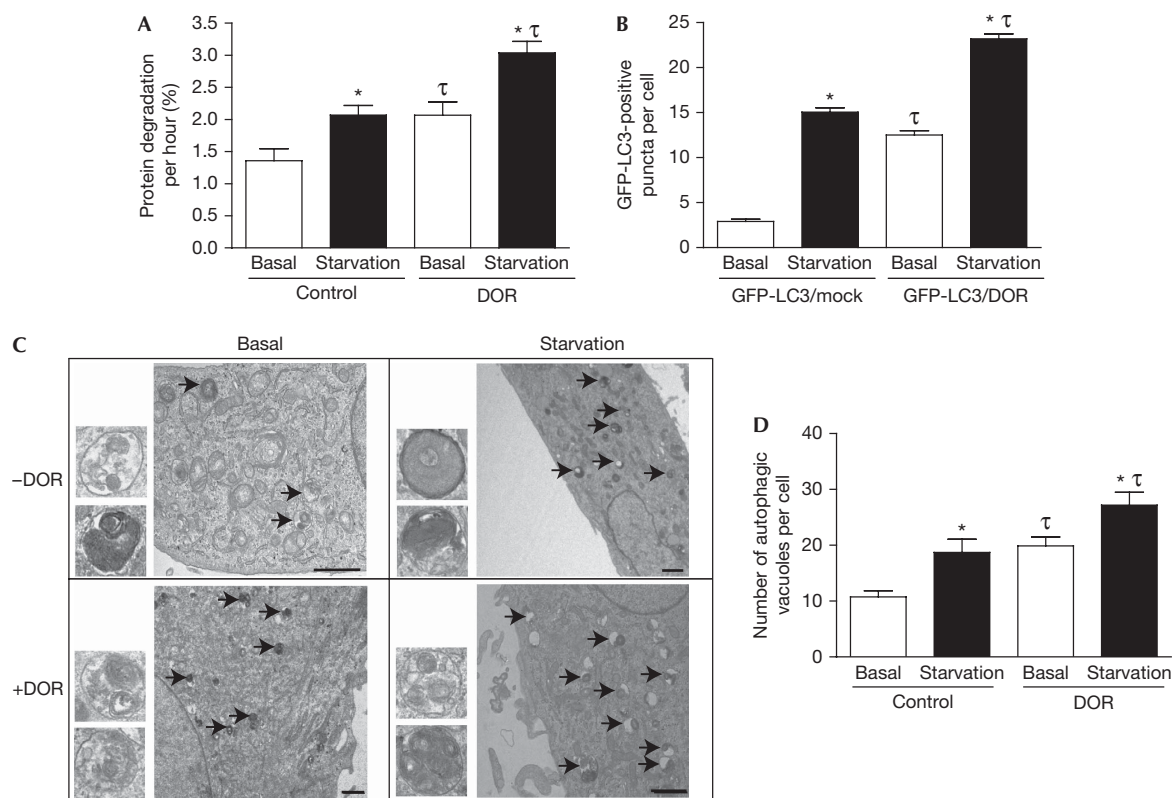 A
Protein degradation
per hour (%)
3.5
3.0
2.5
2.0
1.5
1.0
0.5
0.0
*
τ
* τ
Basal Starvation Basal Starvation
Control DOR
B
GFP-LC3-positive
puncta per cell
25
20
15
10
5
0
*
τ
* τ
Basal Starvation Basal Starvation
GFP-LC3/mock GFP-LC3/DOR
C
Basal Starvation
–DOR
+DOR
D
Number of autophagic
vacuoles per cell
40
30
20
10
0
*
τ
* τ
Basal Starvation Basal Starvation
Control DOR